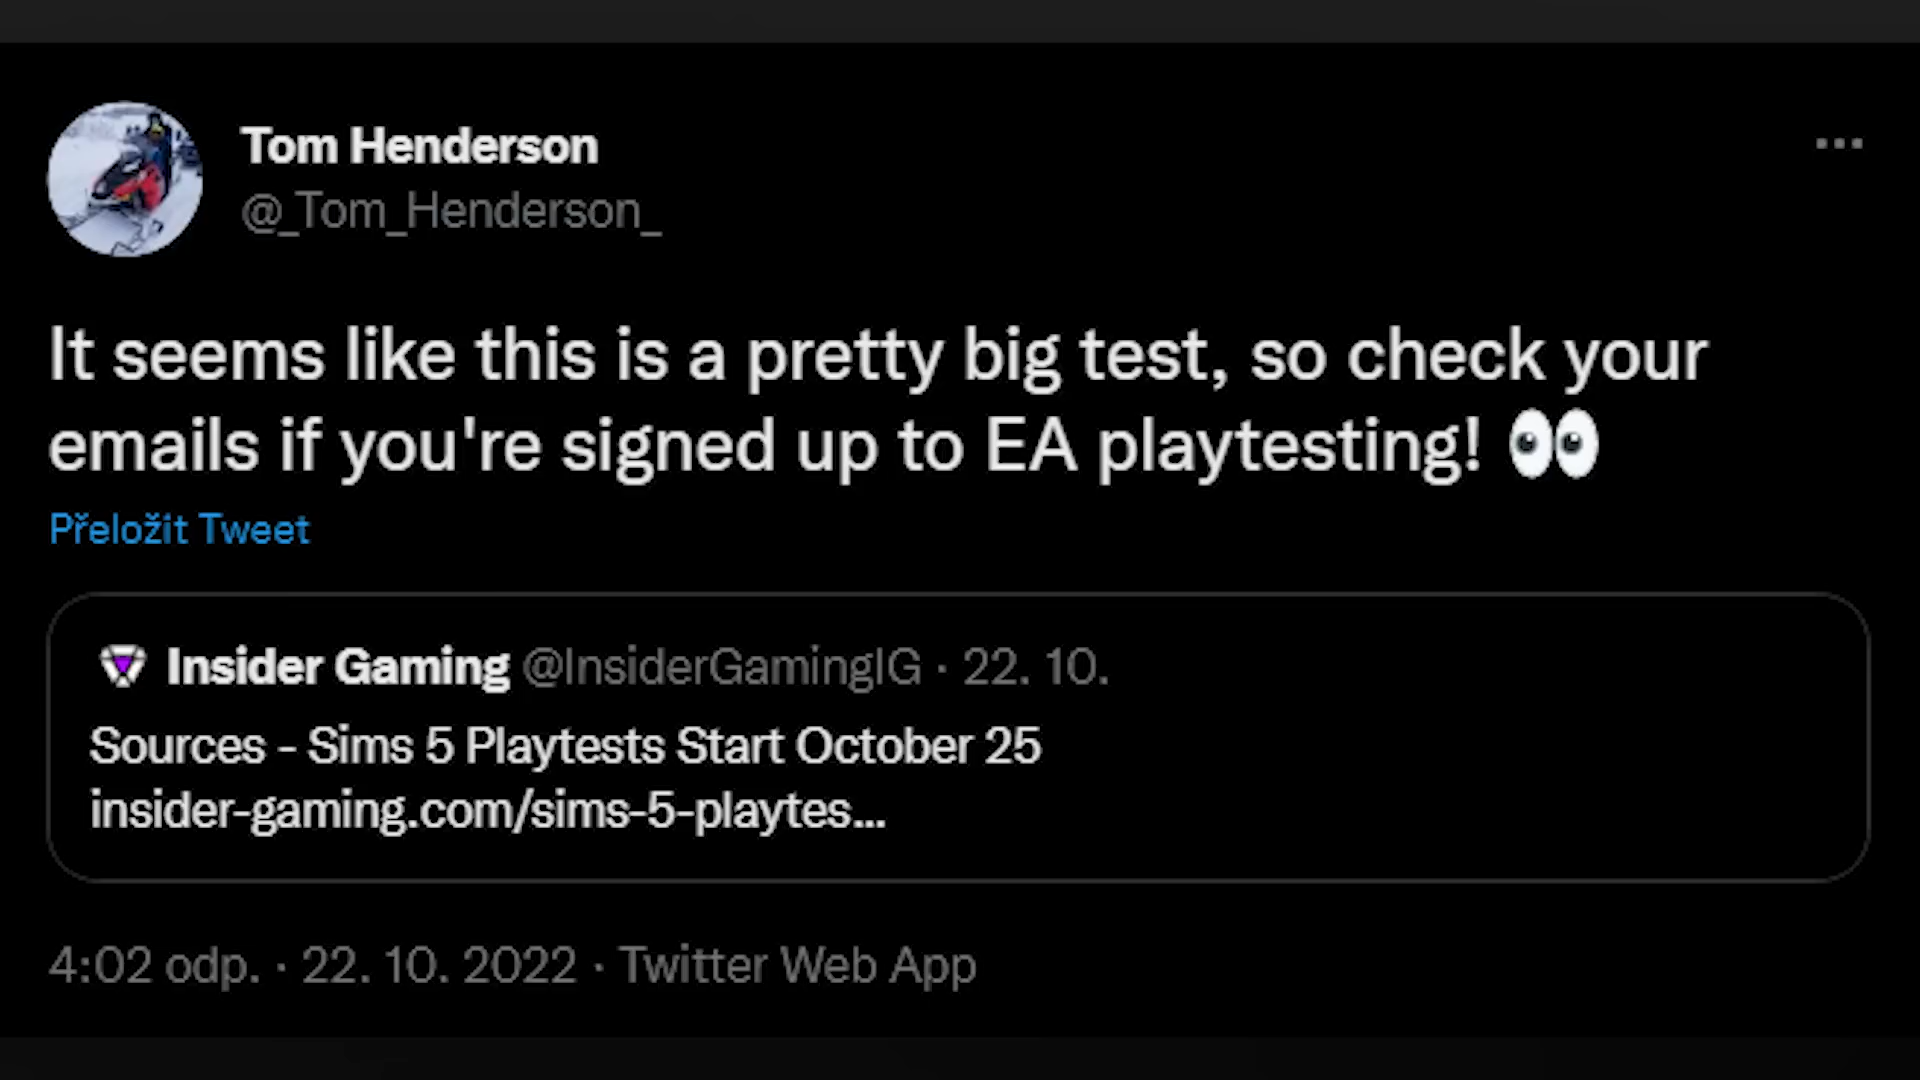 Tom Henderson
@_Tom_Henderson_
It seems like this is a pretty big test, so check your
emails if you're signed up to EA playtesting! 👀
Přeložit Tweet
Insider Gaming @InsiderGamingIG · 22. 10.
Sources - Sims 5 Playtests Start October 25
insider-gaming.com/sims-5-playtes...
4:02 odp. · 22. 10. 2022 · Twitter Web App